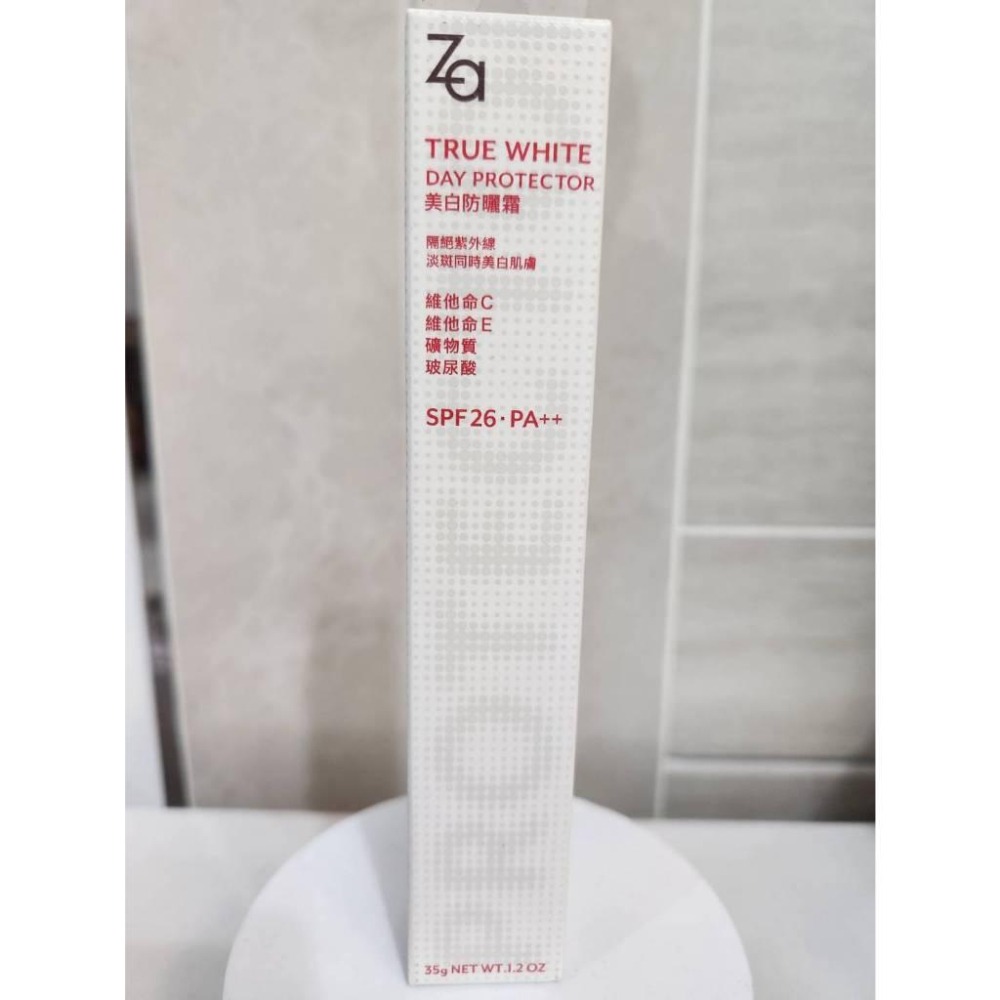 Za
TRUE WHITE
DAY PROTECTOR
美白防曬霜
隔絕紫外線
淡斑同時美白肌膚
維他命C
維他命E
礦物質
玻尿酸
SPF26·PA++
35g NET WT.1.2 OZ